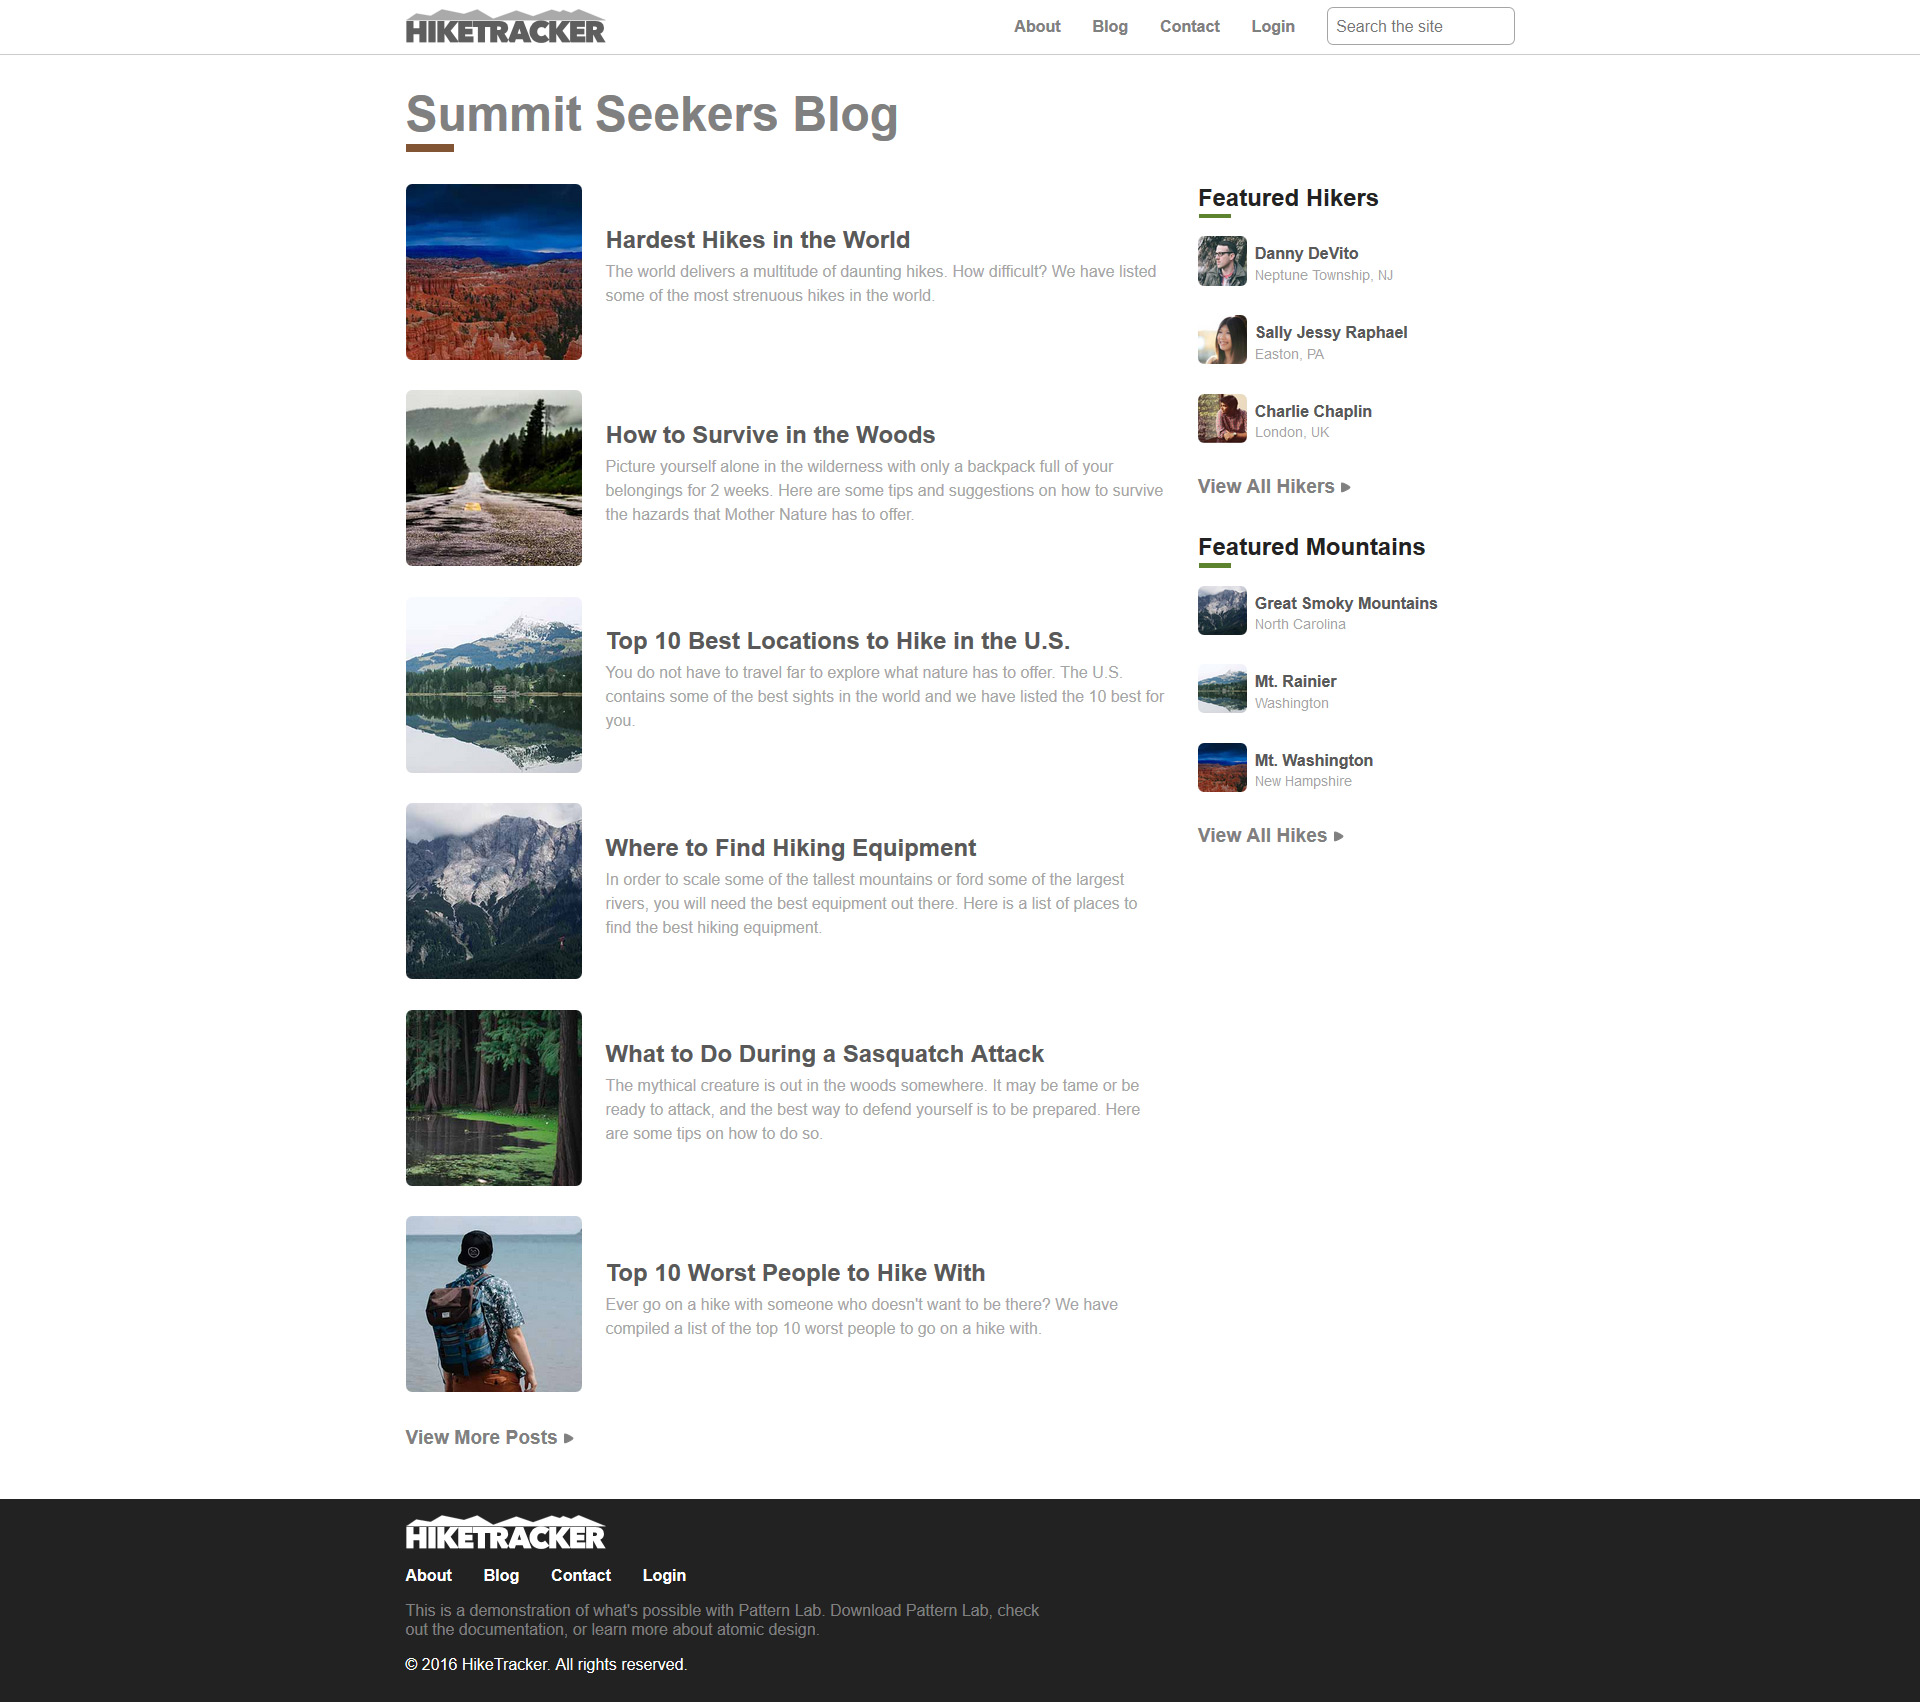 HIKETRACKER
About Blog Contact Login Search the site
Summit Seekers Blog
Hardest Hikes in the World
The world delivers a multitude of daunting hikes. How difficult? We have listed
some of the most strenuous hikes in the world.
How to Survive in the Woods
Picture yourself alone in the wilderness with only a backpack full of your
belongings for 2 weeks. Here are some tips and suggestions on how to survive
the hazards that Mother Nature has to offer.
Top 10 Best Locations to Hike in the U.S.
You do not have to travel far to explore what nature has to offer. The U.S.
contains some of the best sights in the world and we have listed the 10 best for
you.
Where to Find Hiking Equipment
In order to scale some of the tallest mountains or ford some of the largest
rivers, you will need the best equipment out there. Here is a list of places to
find the best hiking equipment.
What to Do During a Sasquatch Attack
The mythical creature is out in the woods somewhere. It may be tame or be
ready to attack, and the best way to defend yourself is to be prepared. Here
are some tips on how to do so.
Top 10 Worst People to Hike With
Ever go on a hike with someone who doesn't want to be there? We have
compiled a list of the top 10 worst people to go on a hike with.
View More Posts
Featured Hikers
Danny DeVito
Neptune Township, NJ
Sally Jessy Raphael
Easton, PA
Charlie Chaplin
London, UK
View All Hikers
Featured Mountains
Great Smoky Mountains
North Carolina
Mt. Rainier
Washington
Mt. Washington
New Hampshire
View All Hikes
HIKETRACKER
About Blog Contact Login
This is a demonstration of what's possible with Pattern Lab. Download Pattern Lab, check
out the documentation, or learn more about atomic design.
© 2016 HikeTracker. All rights reserved.